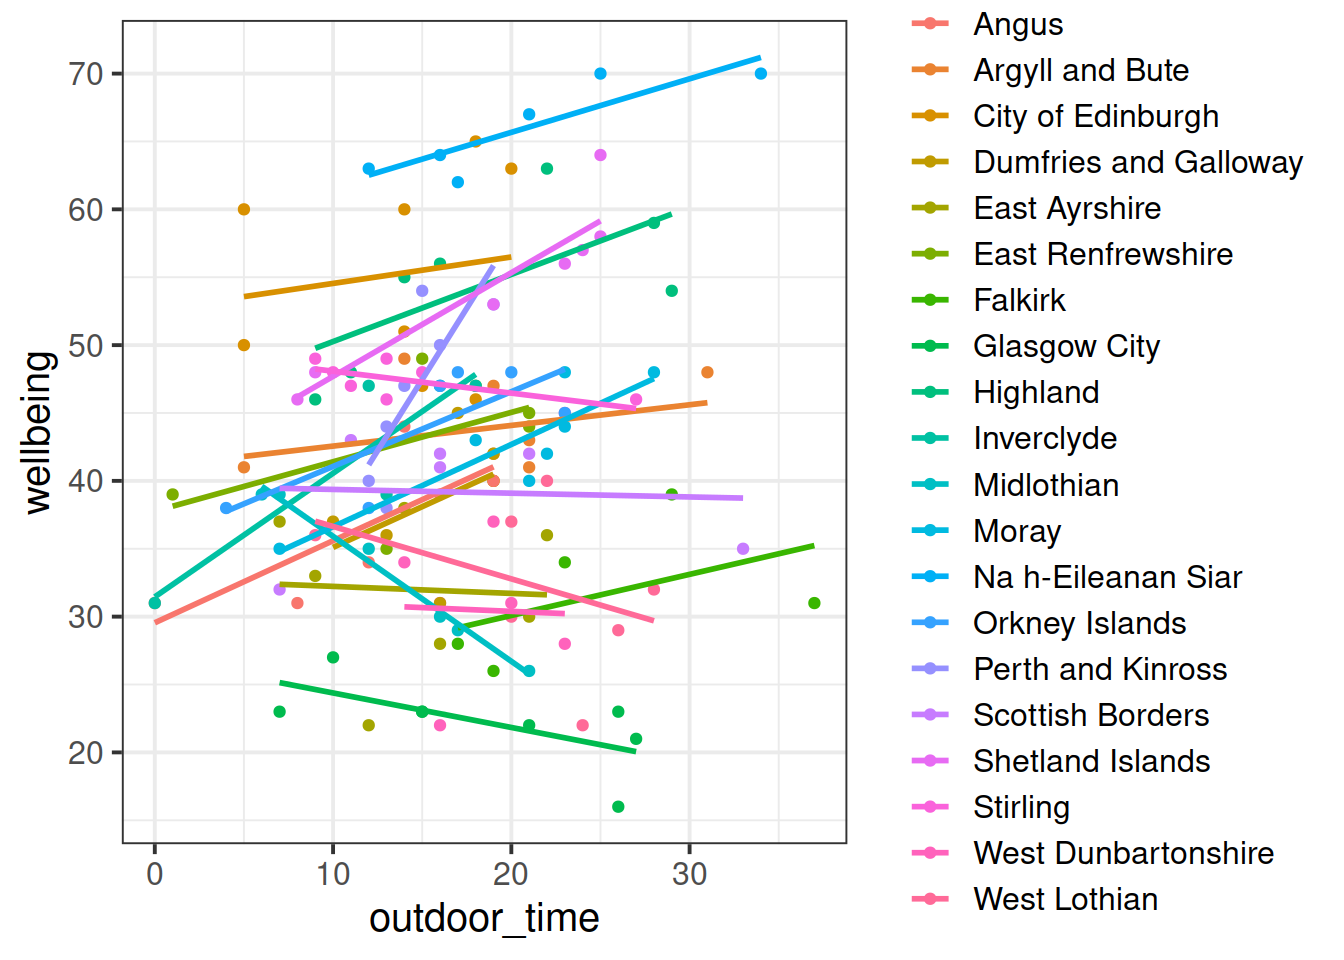 70
60
50
40
30
20
wellbeing
0 10 20 30
outdoor_time
Angus
Argyll and Bute
City of Edinburgh
Dumfries and Galloway
East Ayrshire
East Renfrewshire
Falkirk
Glasgow City
Highland
Inverclyde
Midlothian
Moray
Na h-Eileanan Siar
Orkney Islands
Perth and Kinross
Scottish Borders
Shetland Islands
Stirling
West Dunbartonshire
West Lothian